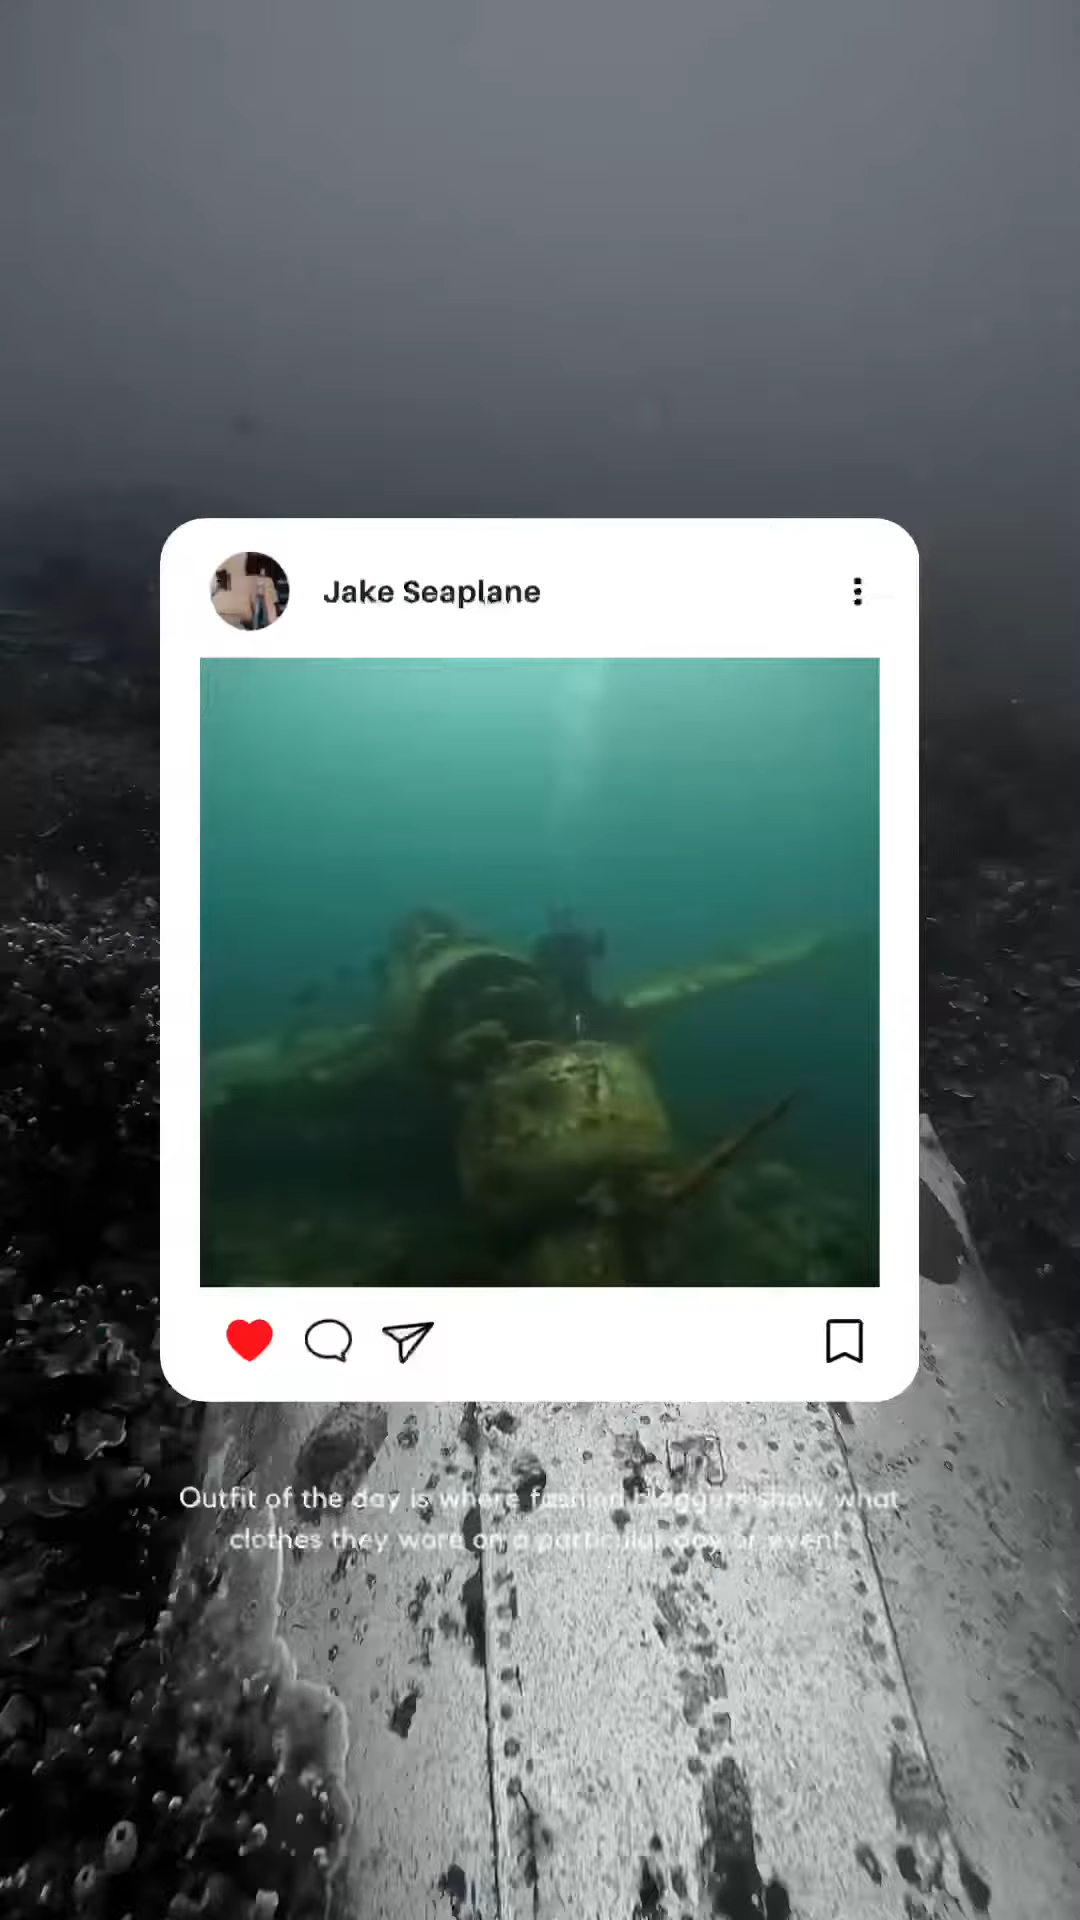 Jake Seaplane
Outfit of the day is where fashion bloggers show what
clothes they ware on a particular day or event